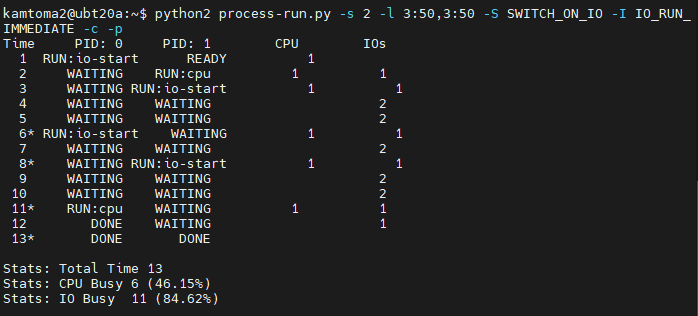 kamtoma2@ubt20a:~$ python2 process-run.py -s 2 -l 3:50,3:50 -S SWITCH_ON_IO -I IO_RUN_
IMMEDIATE -c -p
Time     PID: 0     PID: 1        CPU        IOs
  1  RUN:io-start      READY          1
  2     WAITING    RUN:cpu          1          1
  3     WAITING RUN:io-start          1          1
  4     WAITING    WAITING                     2
  5     WAITING    WAITING                     2
  6* RUN:io-start    WAITING          1          1
  7     WAITING    WAITING                     2
  8*    WAITING RUN:io-start          1          1
  9     WAITING    WAITING                     2
 10     WAITING    WAITING                     2
 11*    RUN:cpu    WAITING          1          1
 12        DONE    WAITING                     1
 13*       DONE       DONE
Stats: Total Time 13
Stats: CPU Busy 6 (46.15%)
Stats: IO Busy  11 (84.62%)